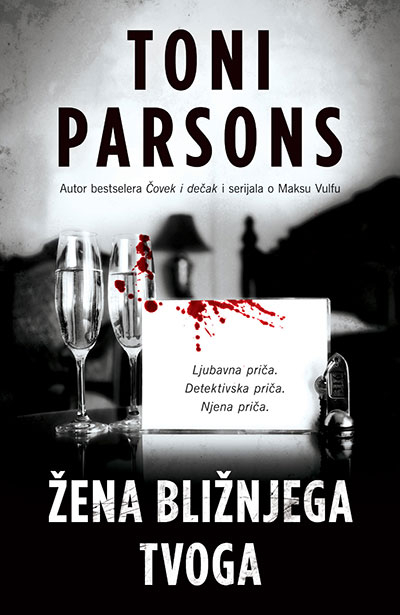 TONI
PARSONS
Autor bestselera Čovek i dečak i serijala o Maksu Vulfu
Ljubavna priča.
Detektivska priča.
Njena priča.
ŽENA BLIŽNJEGA
TVOGA